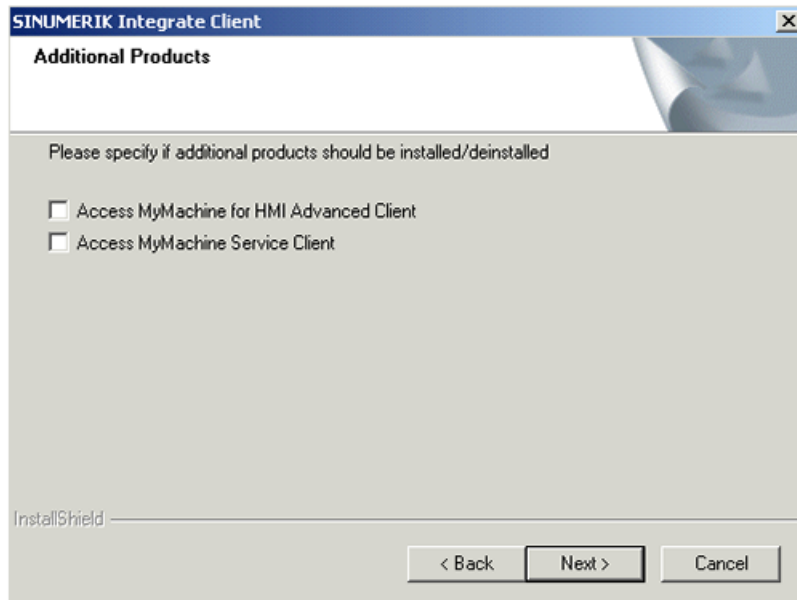 SINUMERIK Integrate Client
Additional Products
Please specify if additional products should be installed/deinstalled
Access MyMachine for HMI Advanced Client
Access MyMachine Service Client
InstallShield
< Back
Next >
Cancel